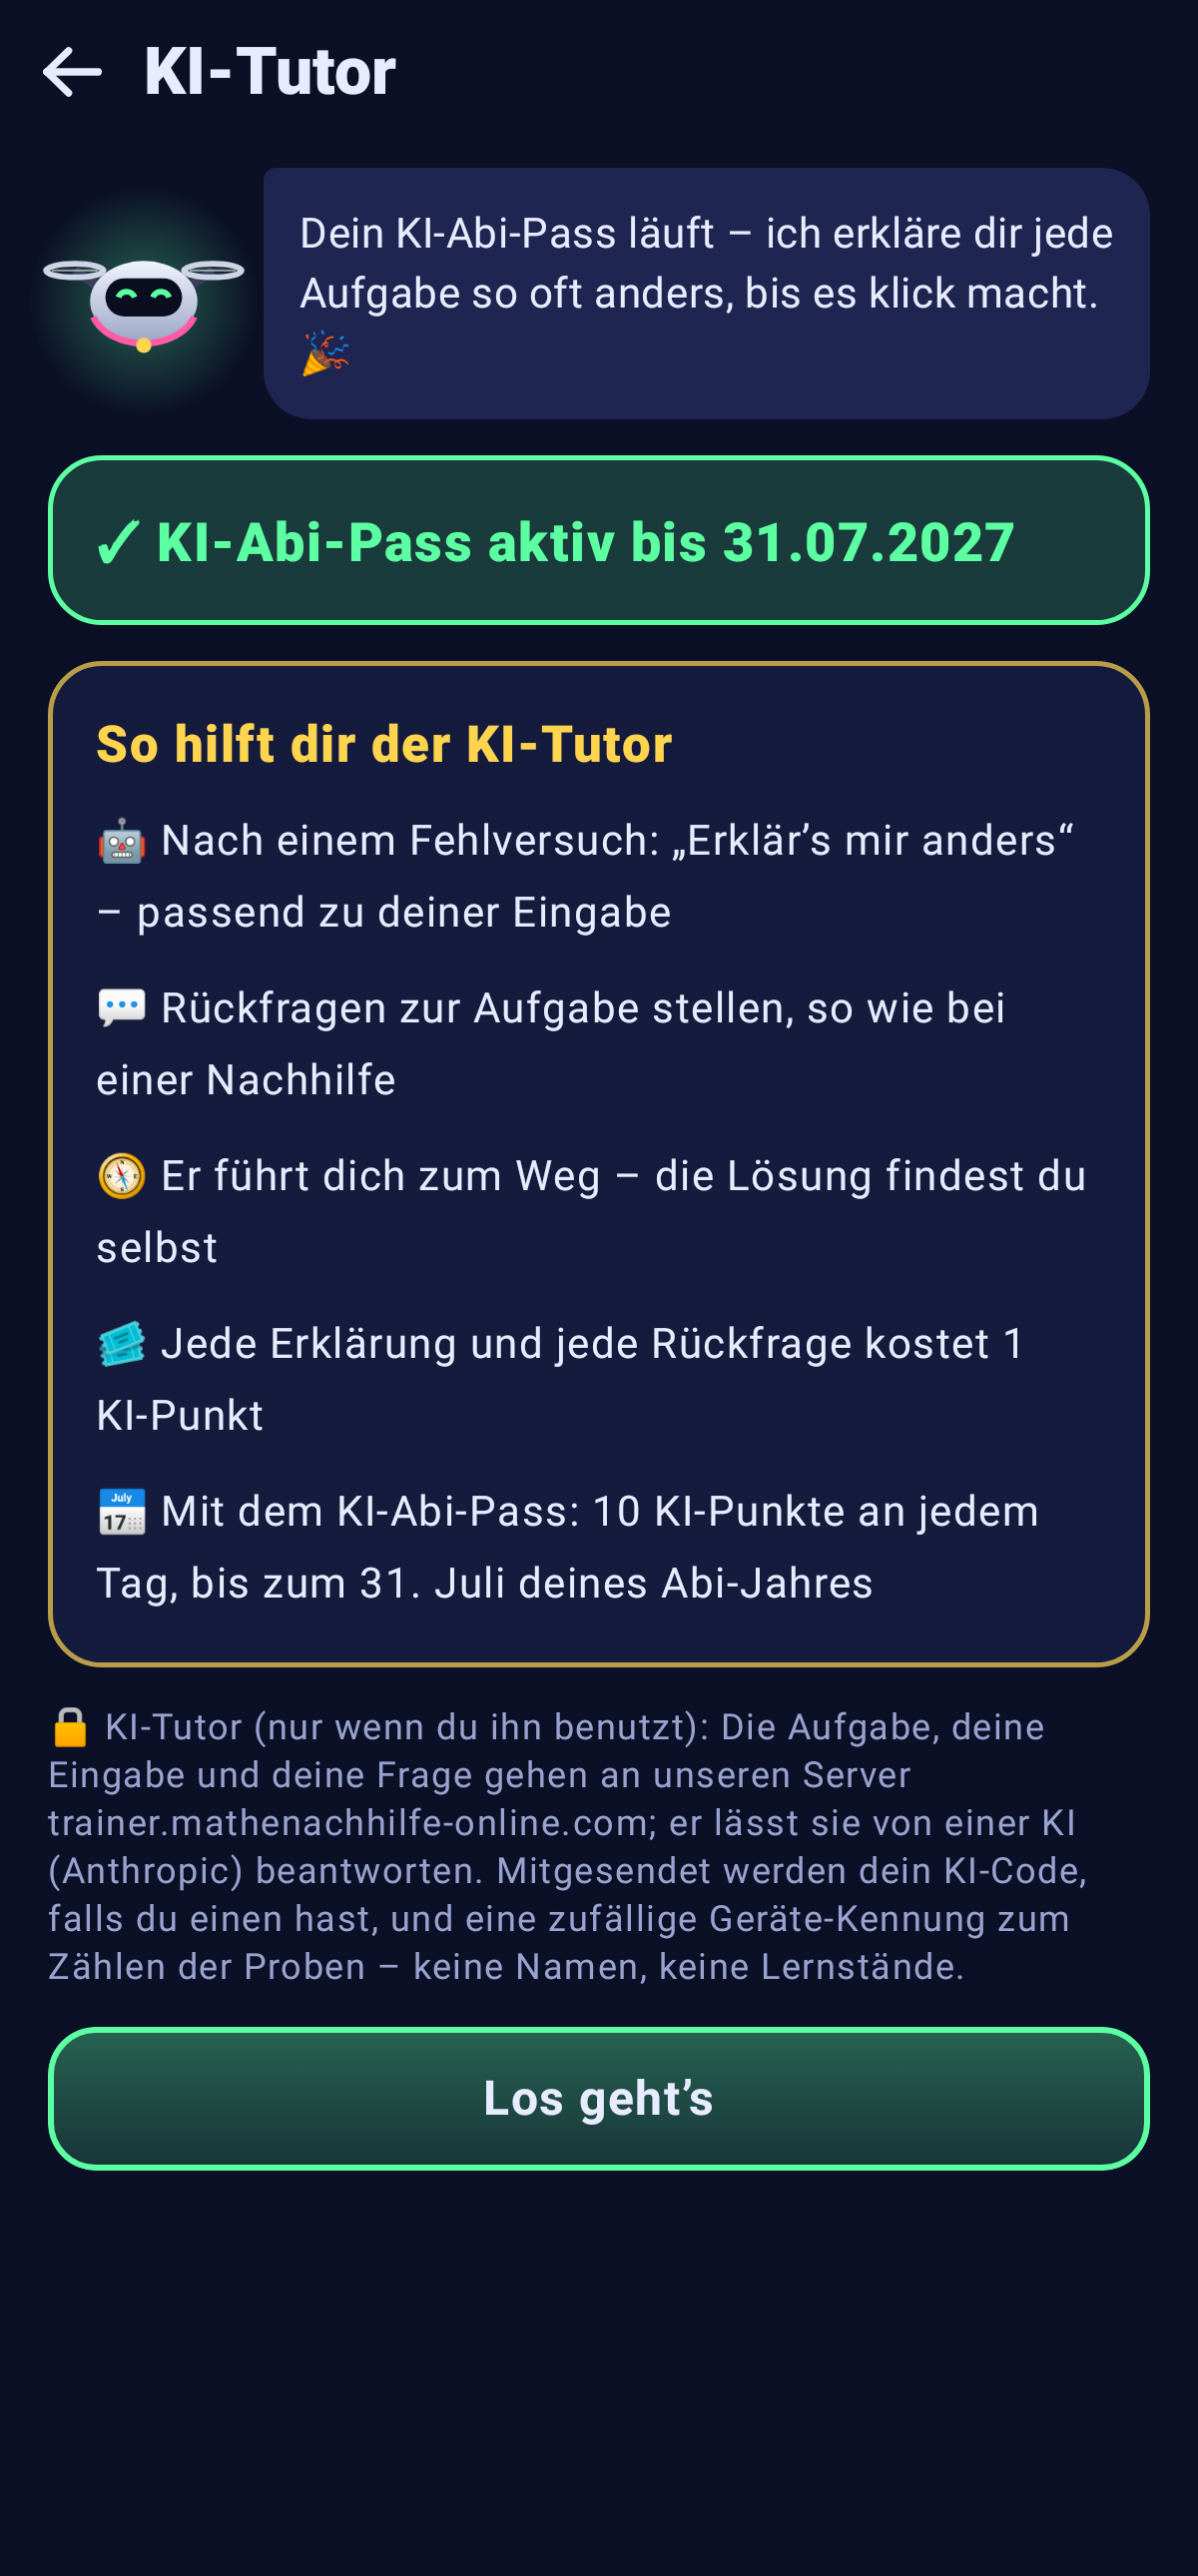 KI-Tutor
Dein KI-Abi-Pass läuft – ich erkläre dir jede
Aufgabe so oft anders, bis es klick macht.
🎉
✓ KI-Abi-Pass aktiv bis 31.07.2027
So hilft dir der KI-Tutor
🤖 Nach einem Fehlversuch: „Erklär’s mir anders“
– passend zu deiner Eingabe
💬 Rückfragen zur Aufgabe stellen, so wie bei
einer Nachhilfe
🧭 Er führt dich zum Weg – die Lösung findest du
selbst
🎟️ Jede Erklärung und jede Rückfrage kostet 1
KI-Punkt
📅 Mit dem KI-Abi-Pass: 10 KI-Punkte an jedem
Tag, bis zum 31. Juli deines Abi-Jahres
🔒 KI-Tutor (nur wenn du ihn benutzt): Die Aufgabe, deine
Eingabe und deine Frage gehen an unseren Server
trainer.mathenachhilfe-online.com; er lässt sie von einer KI
(Anthropic) beantworten. Mitgesendet werden dein KI-Code,
falls du einen hast, und eine zufällige Geräte-Kennung zum
Zählen der Proben – keine Namen, keine Lernstände.
Los geht’s